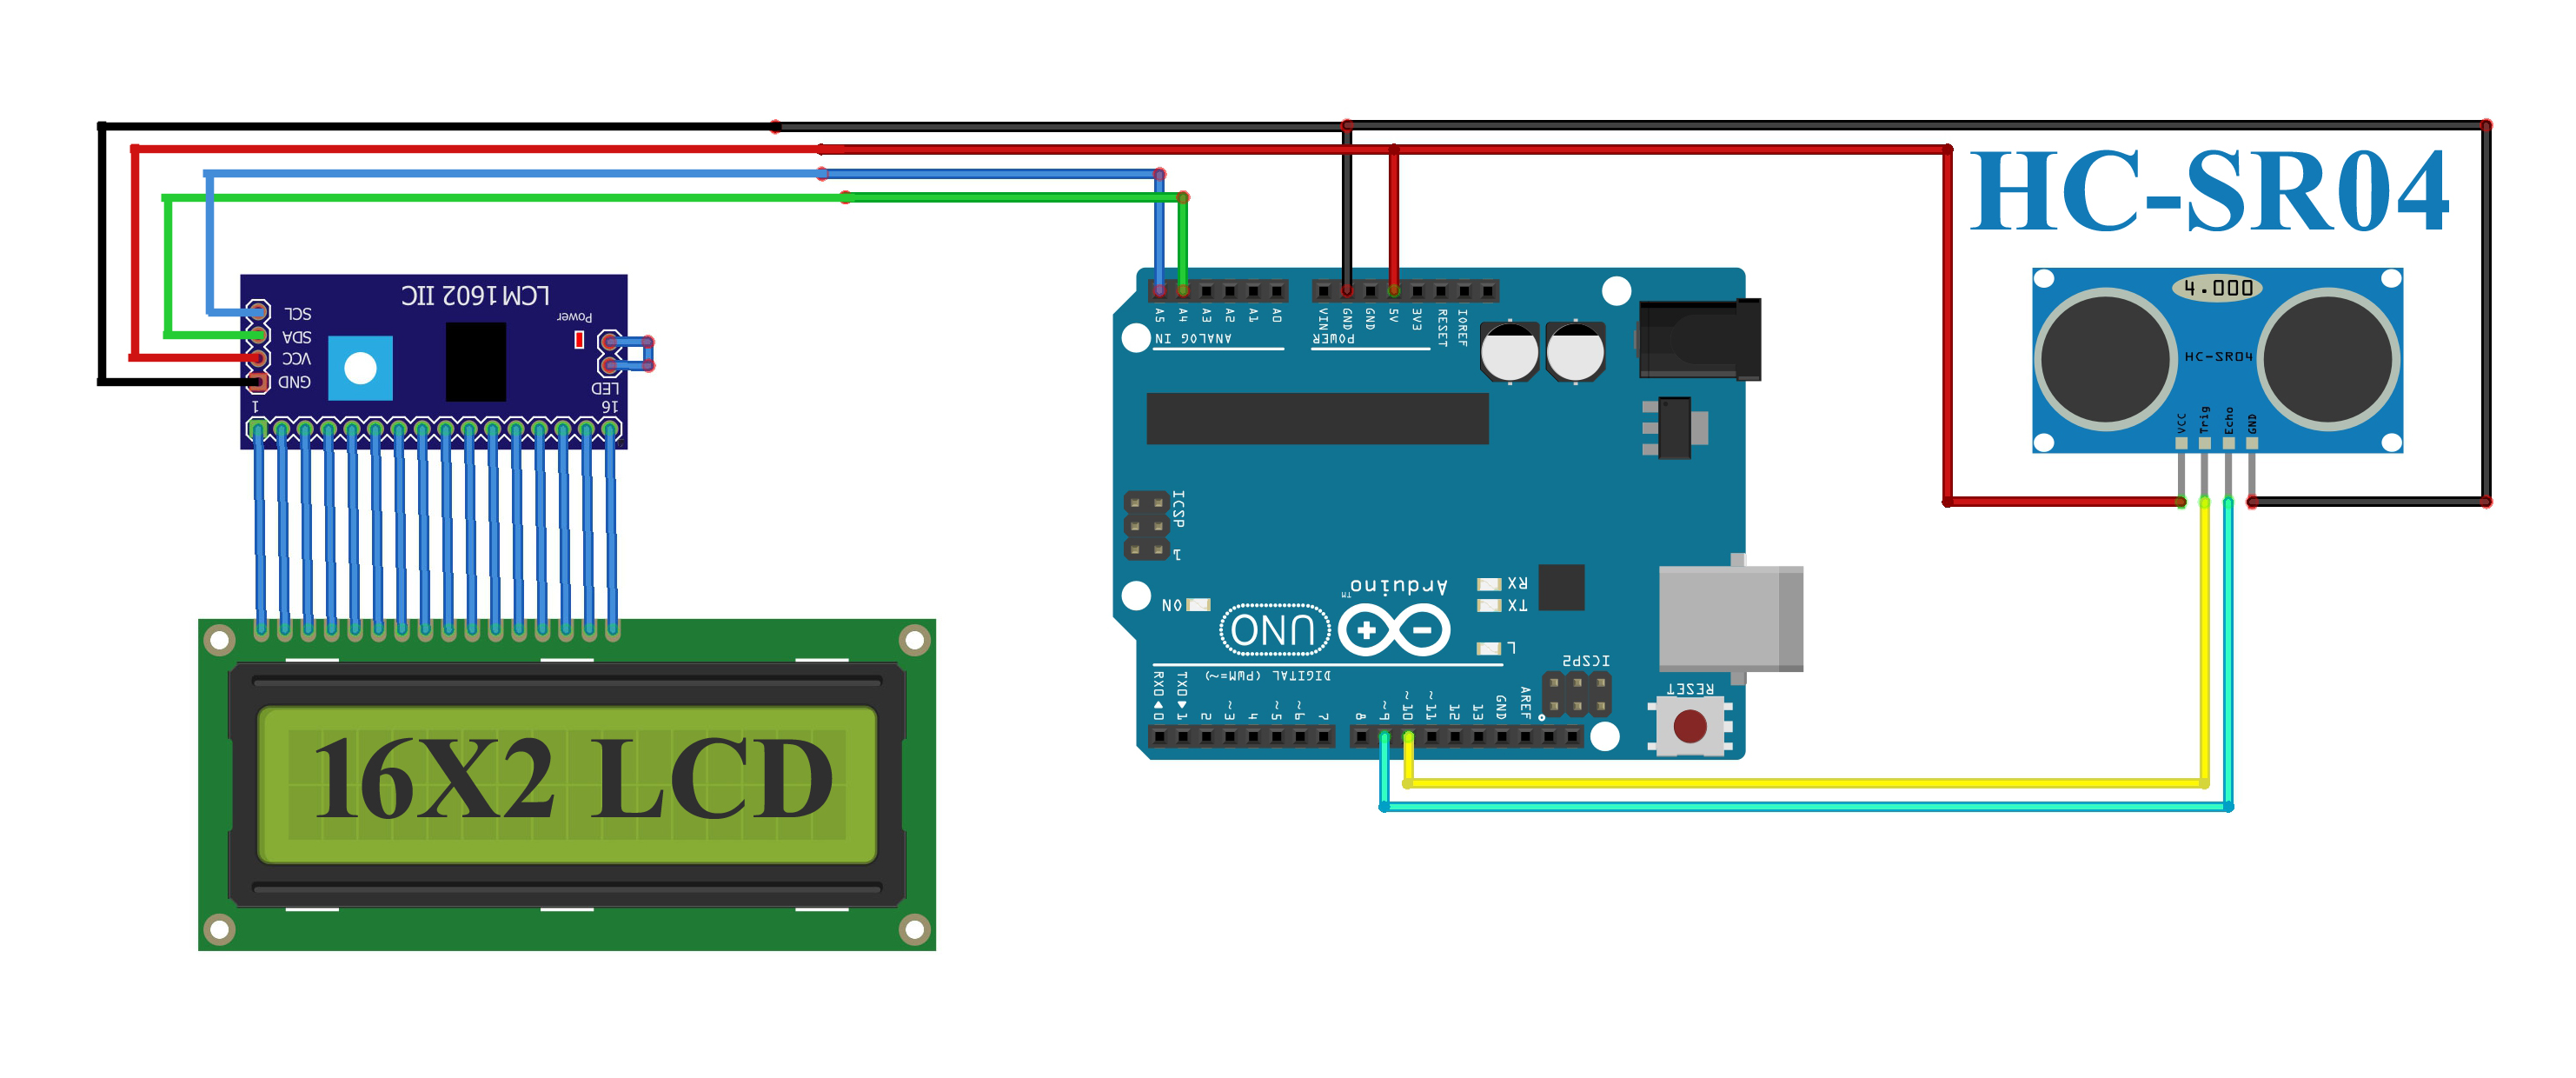 HC-SR04
4.000
HC-SR04
VCC
Trig
Echo
GND
LCM1602 IIC
SCL
SDA
VCC
GND
Power
LED
1
16
A5
A4
A3
A2
A1
A0
VIN
GND
GND
5V
3V3
RESET
IOREF
ANALOG IN
POWER
ICSP
1
Arduino
TM
RX
TX
ON
UNO
L
ICSP2
DIGITAL (PWM=~)
RESET
RX0
TX0
0
1
2
~3
4
~5
~6
7
8
~9
~10
~11
12
13
GND
AREF
16X2 LCD